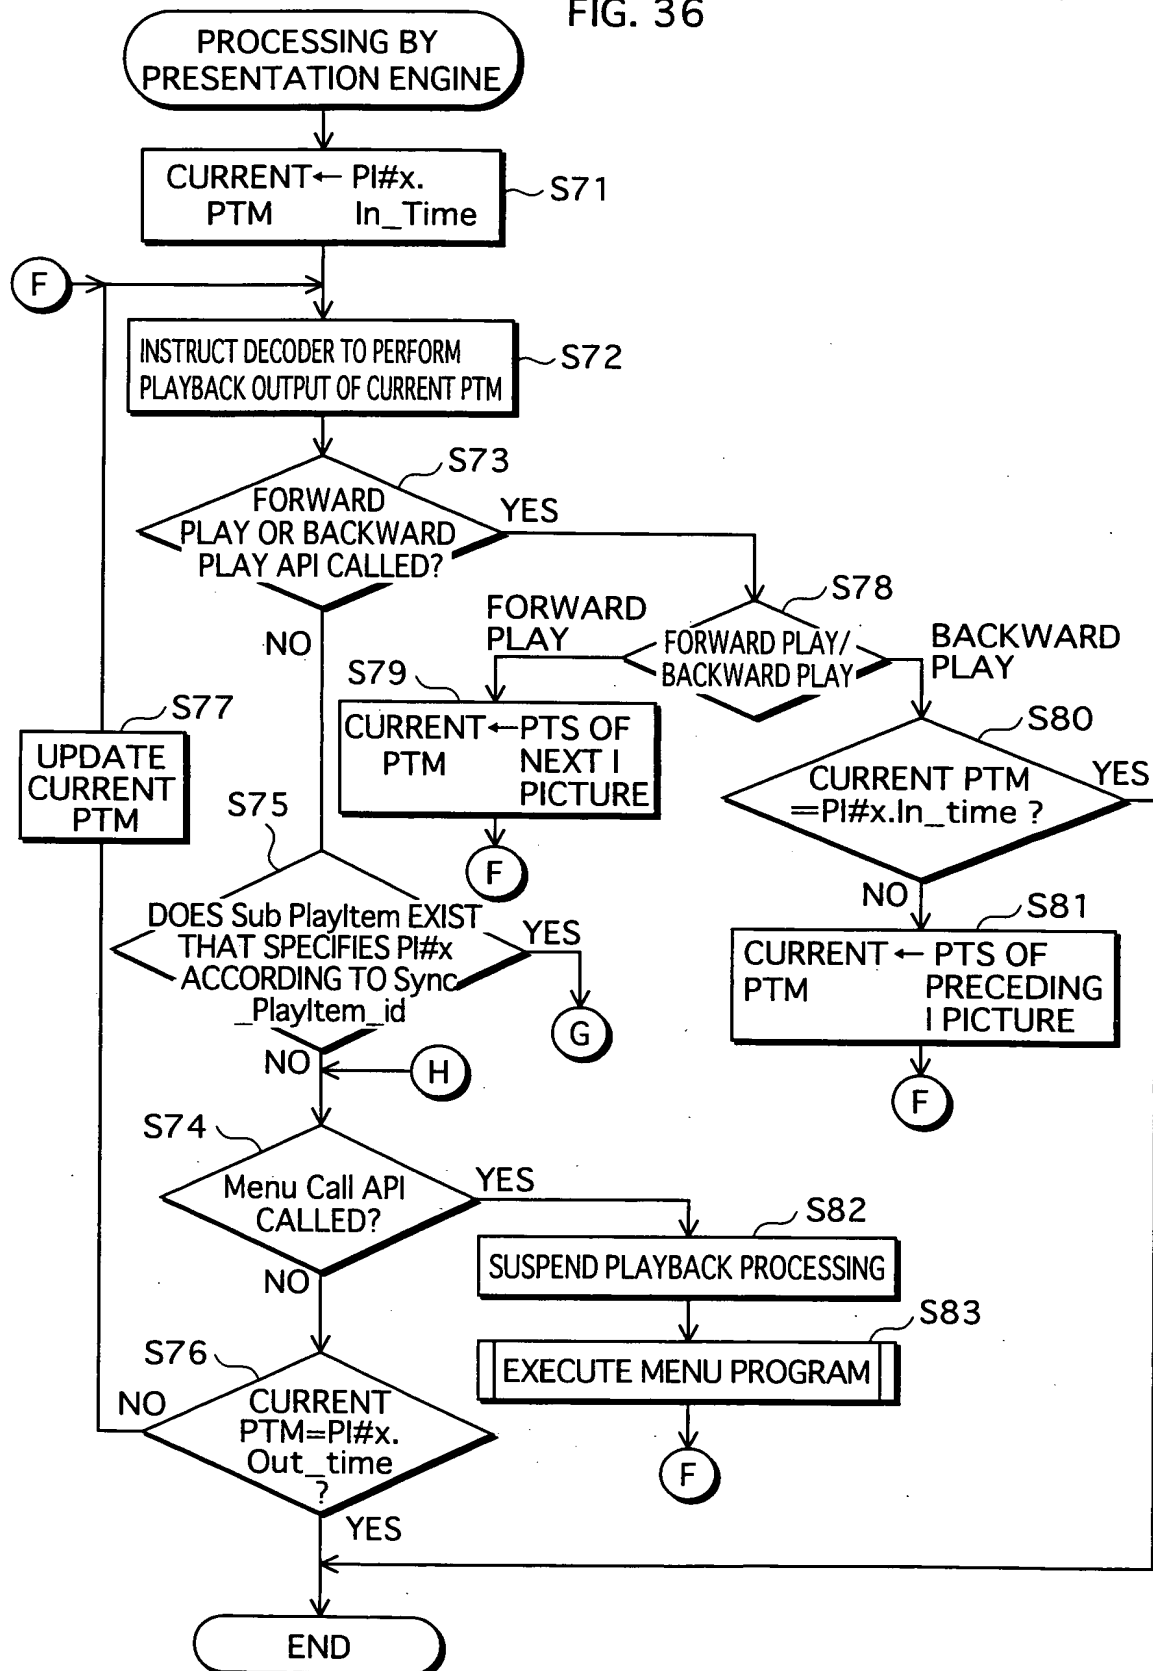 FIG. 36
PROCESSING BY
PRESENTATION ENGINE
CURRENT ← PI#x.
PTM In_Time
S71
F
INSTRUCT DECODER TO PERFORM
PLAYBACK OUTPUT OF CURRENT PTM
S72
S73
FORWARD
PLAY OR BACKWARD
PLAY API CALLED?
YES
NO
S78
FORWARD
PLAY
FORWARD PLAY/
BACKWARD PLAY
BACKWARD
PLAY
S79
CURRENT ← PTS OF
PTM NEXT I
PICTURE
F
S80
CURRENT PTM
=PI#x.In_time ?
YES
NO
S81
CURRENT ← PTS OF
PTM PRECEDING
I PICTURE
F
S77
UPDATE
CURRENT
PTM
S75
DOES Sub PlayItem EXIST
THAT SPECIFIES PI#x
ACCORDING TO Sync
_PlayItem_id
YES
G
NO
H
S74
Menu Call API
CALLED?
YES
NO
S82
SUSPEND PLAYBACK PROCESSING
S83
EXECUTE MENU PROGRAM
F
S76
CURRENT
PTM=PI#x.
Out_time
?
NO
YES
END